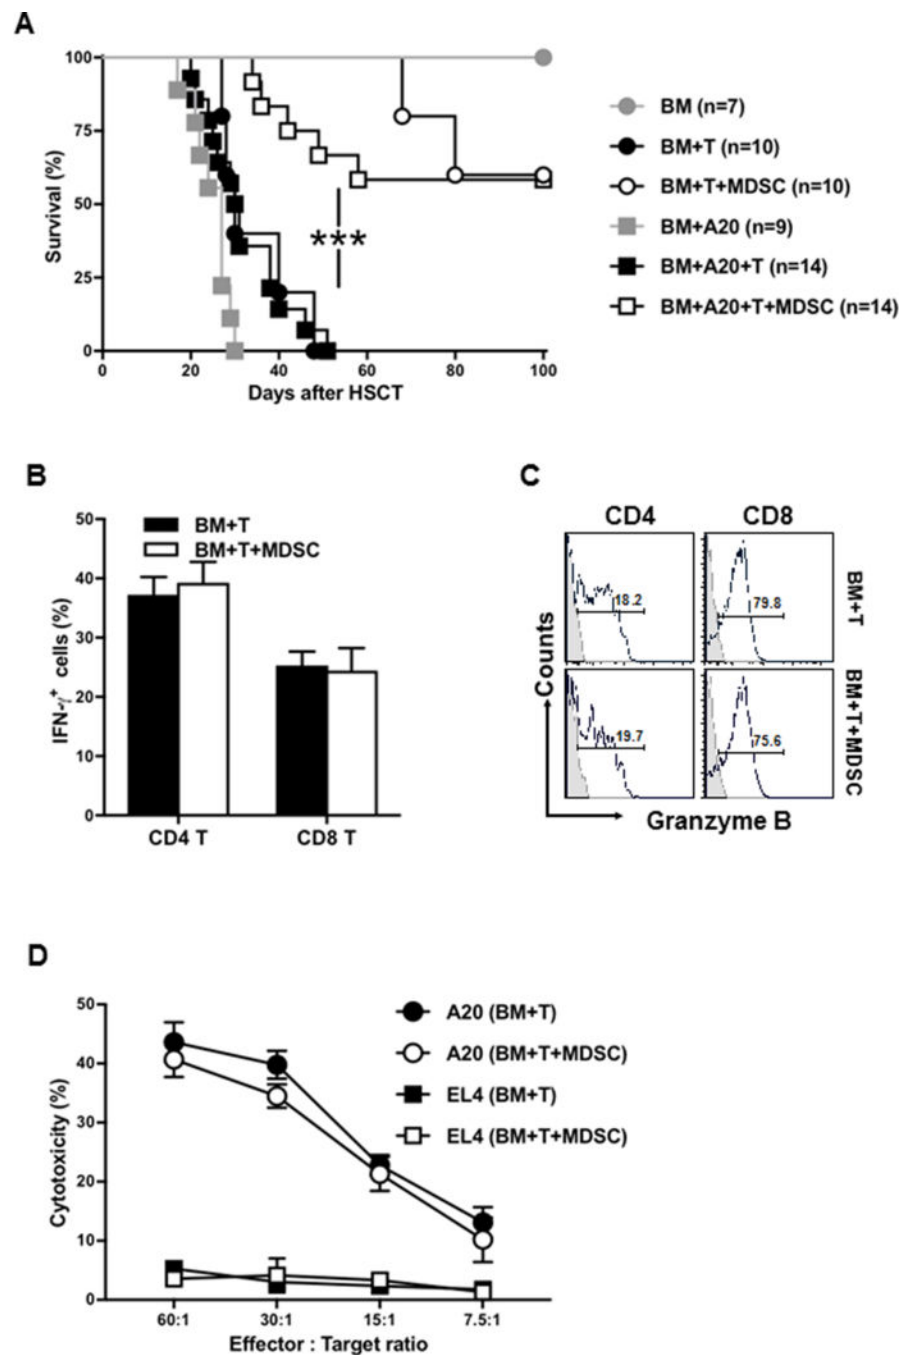 A
100
75
50
25
0
Survival (%)
***
0 20 40 60 80 100
Days after HSCT
BM (n=7)
BM+T (n=10)
BM+T+MDSC (n=10)
BM+A20 (n=9)
BM+A20+T (n=14)
BM+A20+T+MDSC (n=14)
B
50
40
30
20
10
0
IFN-γ+ cells (%)
BM+T
BM+T+MDSC
CD4 T CD8 T
C
CD4 CD8
18.2 79.8
BM+T
19.7 75.6
BM+T+MDSC
Counts
Granzyme B
D
50
40
30
20
10
0
Cytotoxicity (%)
60:1 30:1 15:1 7.5:1
Effector : Target ratio
A20 (BM+T)
A20 (BM+T+MDSC)
EL4 (BM+T)
EL4 (BM+T+MDSC)